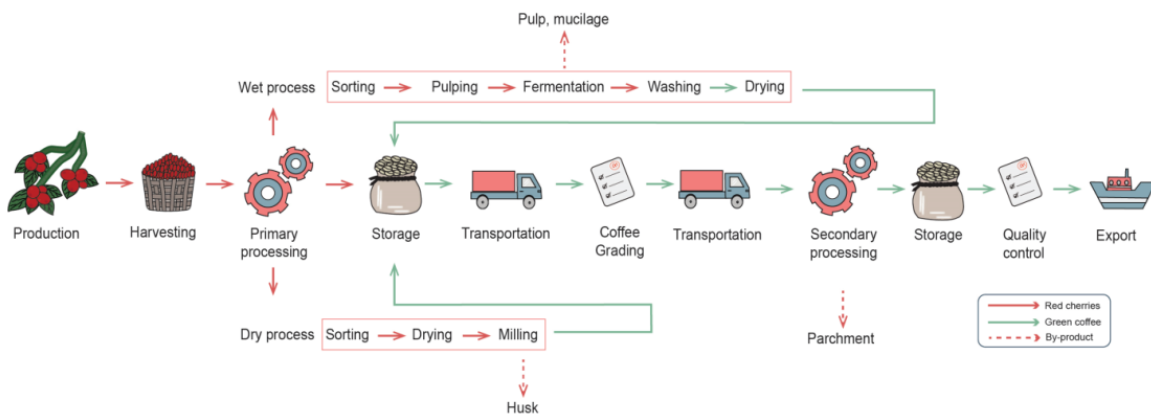 Pulp, mucilage
Wet process
Sorting
Pulping
Fermentation
Washing
Drying
Production
Harvesting
Primary
processing
Storage
Transportation
Coffee
Grading
Transportation
Secondary
processing
Storage
Quality
control
Export
Red cherries
Green coffee
By-product
Dry process
Sorting
Drying
Milling
Parchment
Husk